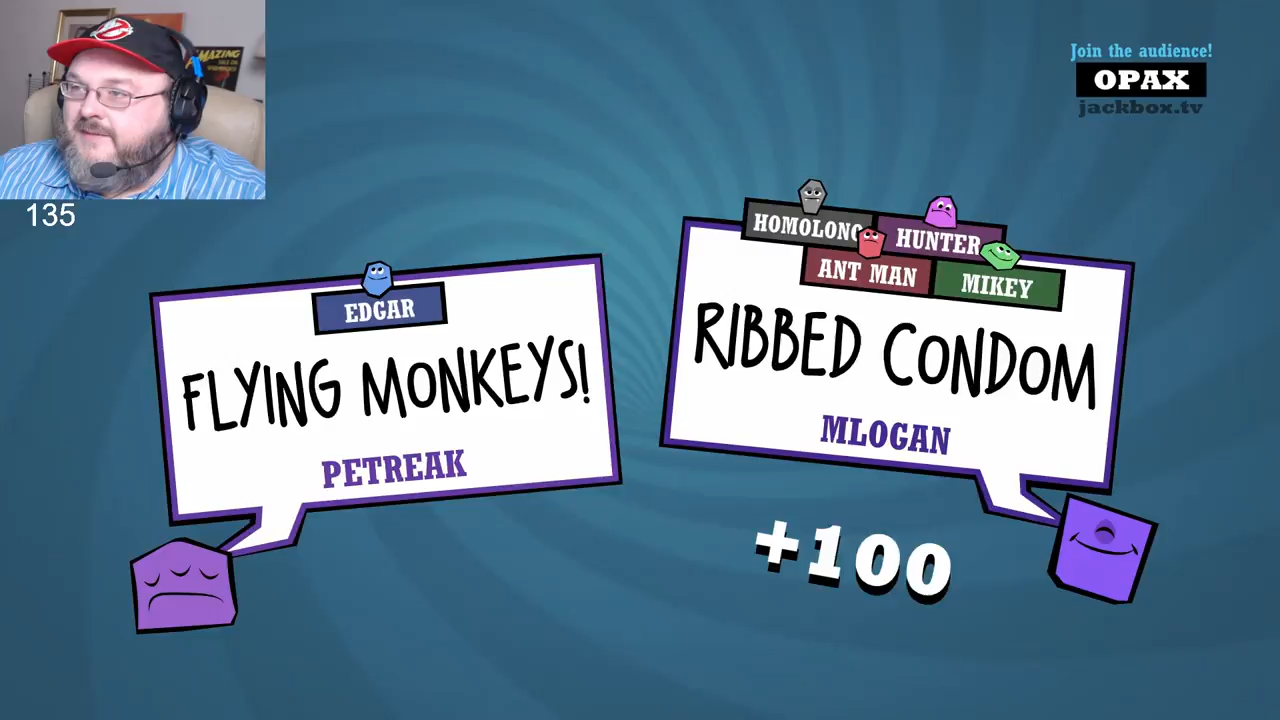 AMAZING
135
Join the audience!
OPAX
jackbox.tv
EDGAR
FLYING MONKEYS!
PETREAK
HOMOLONG
HUNTER
ANT MAN
MIKEY
RIBBED CONDOM
MLOGAN
+100